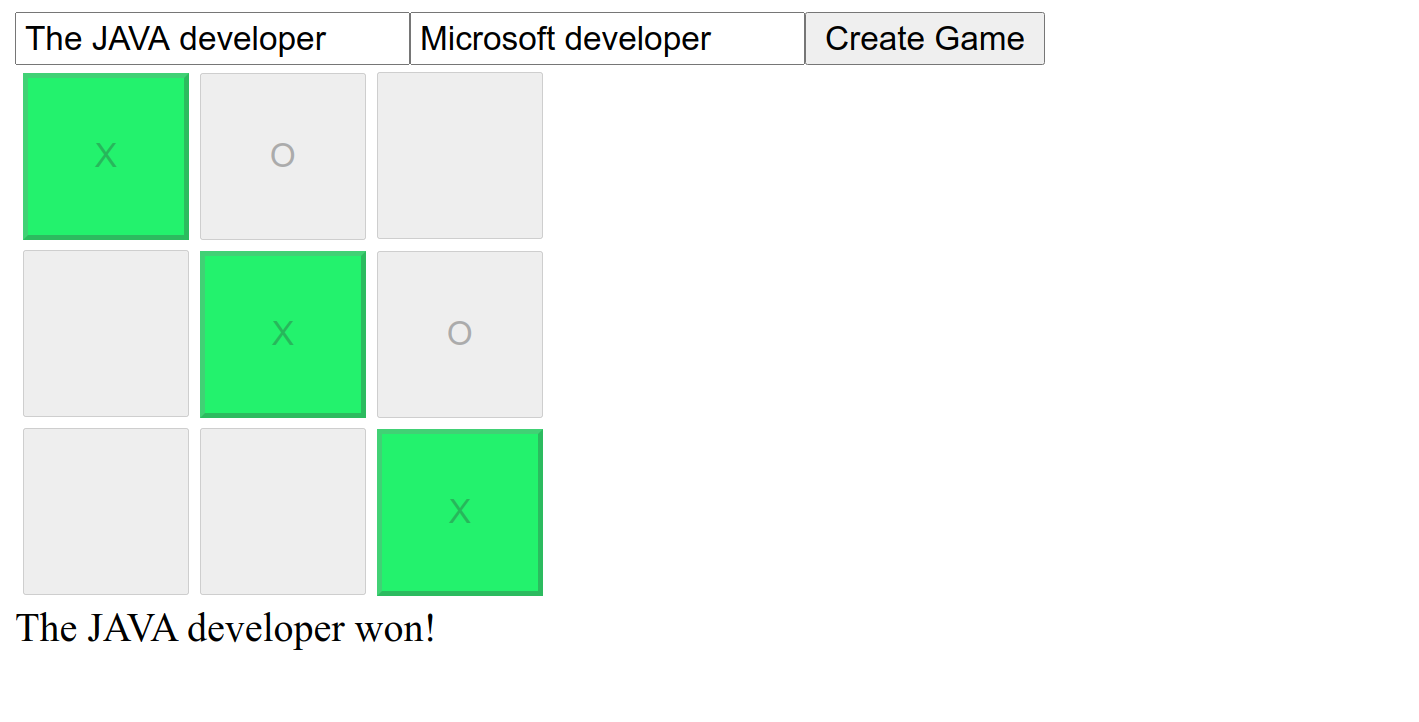 The JAVA developer Microsoft developer Create Game
X O
X O
X
The JAVA developer won!